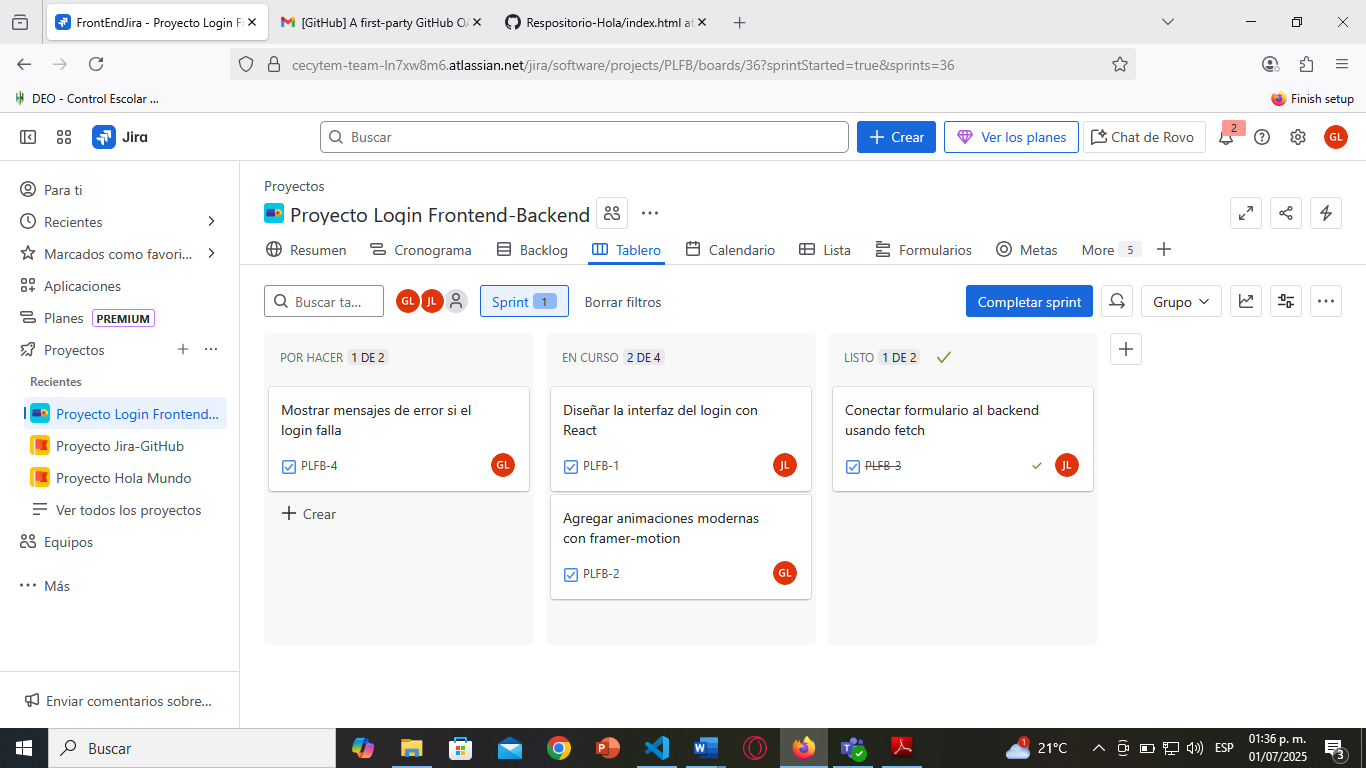 FrontEndJira - Proyecto Login F
[GitHub] A first-party GitHub OA
Respositorio-Hola/index.html at
cecytem-team-ln7xw8m6.atlassian.net/jira/software/projects/PLFB/boards/36?sprintStarted=true&sprints=36
DEO - Control Escolar ...
Finish setup
Jira
Buscar
Crear
Ver los planes
Chat de Rovo
2
GL
Para ti
Recientes
Marcados como favori...
Aplicaciones
Planes PREMIUM
Proyectos
Recientes
Proyecto Login Frontend...
Proyecto Jira-GitHub
Proyecto Hola Mundo
Ver todos los proyectos
Equipos
Más
Enviar comentarios sobre...
Proyectos
Proyecto Login Frontend-Backend
Resumen
Cronograma
Backlog
Tablero
Calendario
Lista
Formularios
Metas
More 5
Buscar ta...
GL
JL
Sprint 1
Borrar filtros
Completar sprint
Grupo
POR HACER 1 DE 2
Mostrar mensajes de error si el
login falla
PLFB-4
GL
Crear
EN CURSO 2 DE 4
Diseñar la interfaz del login con
React
PLFB-1
JL
Agregar animaciones modernas
con framer-motion
PLFB-2
GL
LISTO 1 DE 2
Conectar formulario al backend
usando fetch
PLFB-3
JL
Buscar
1
21°C
ESP
01:36 p. m.
01/07/2025
3